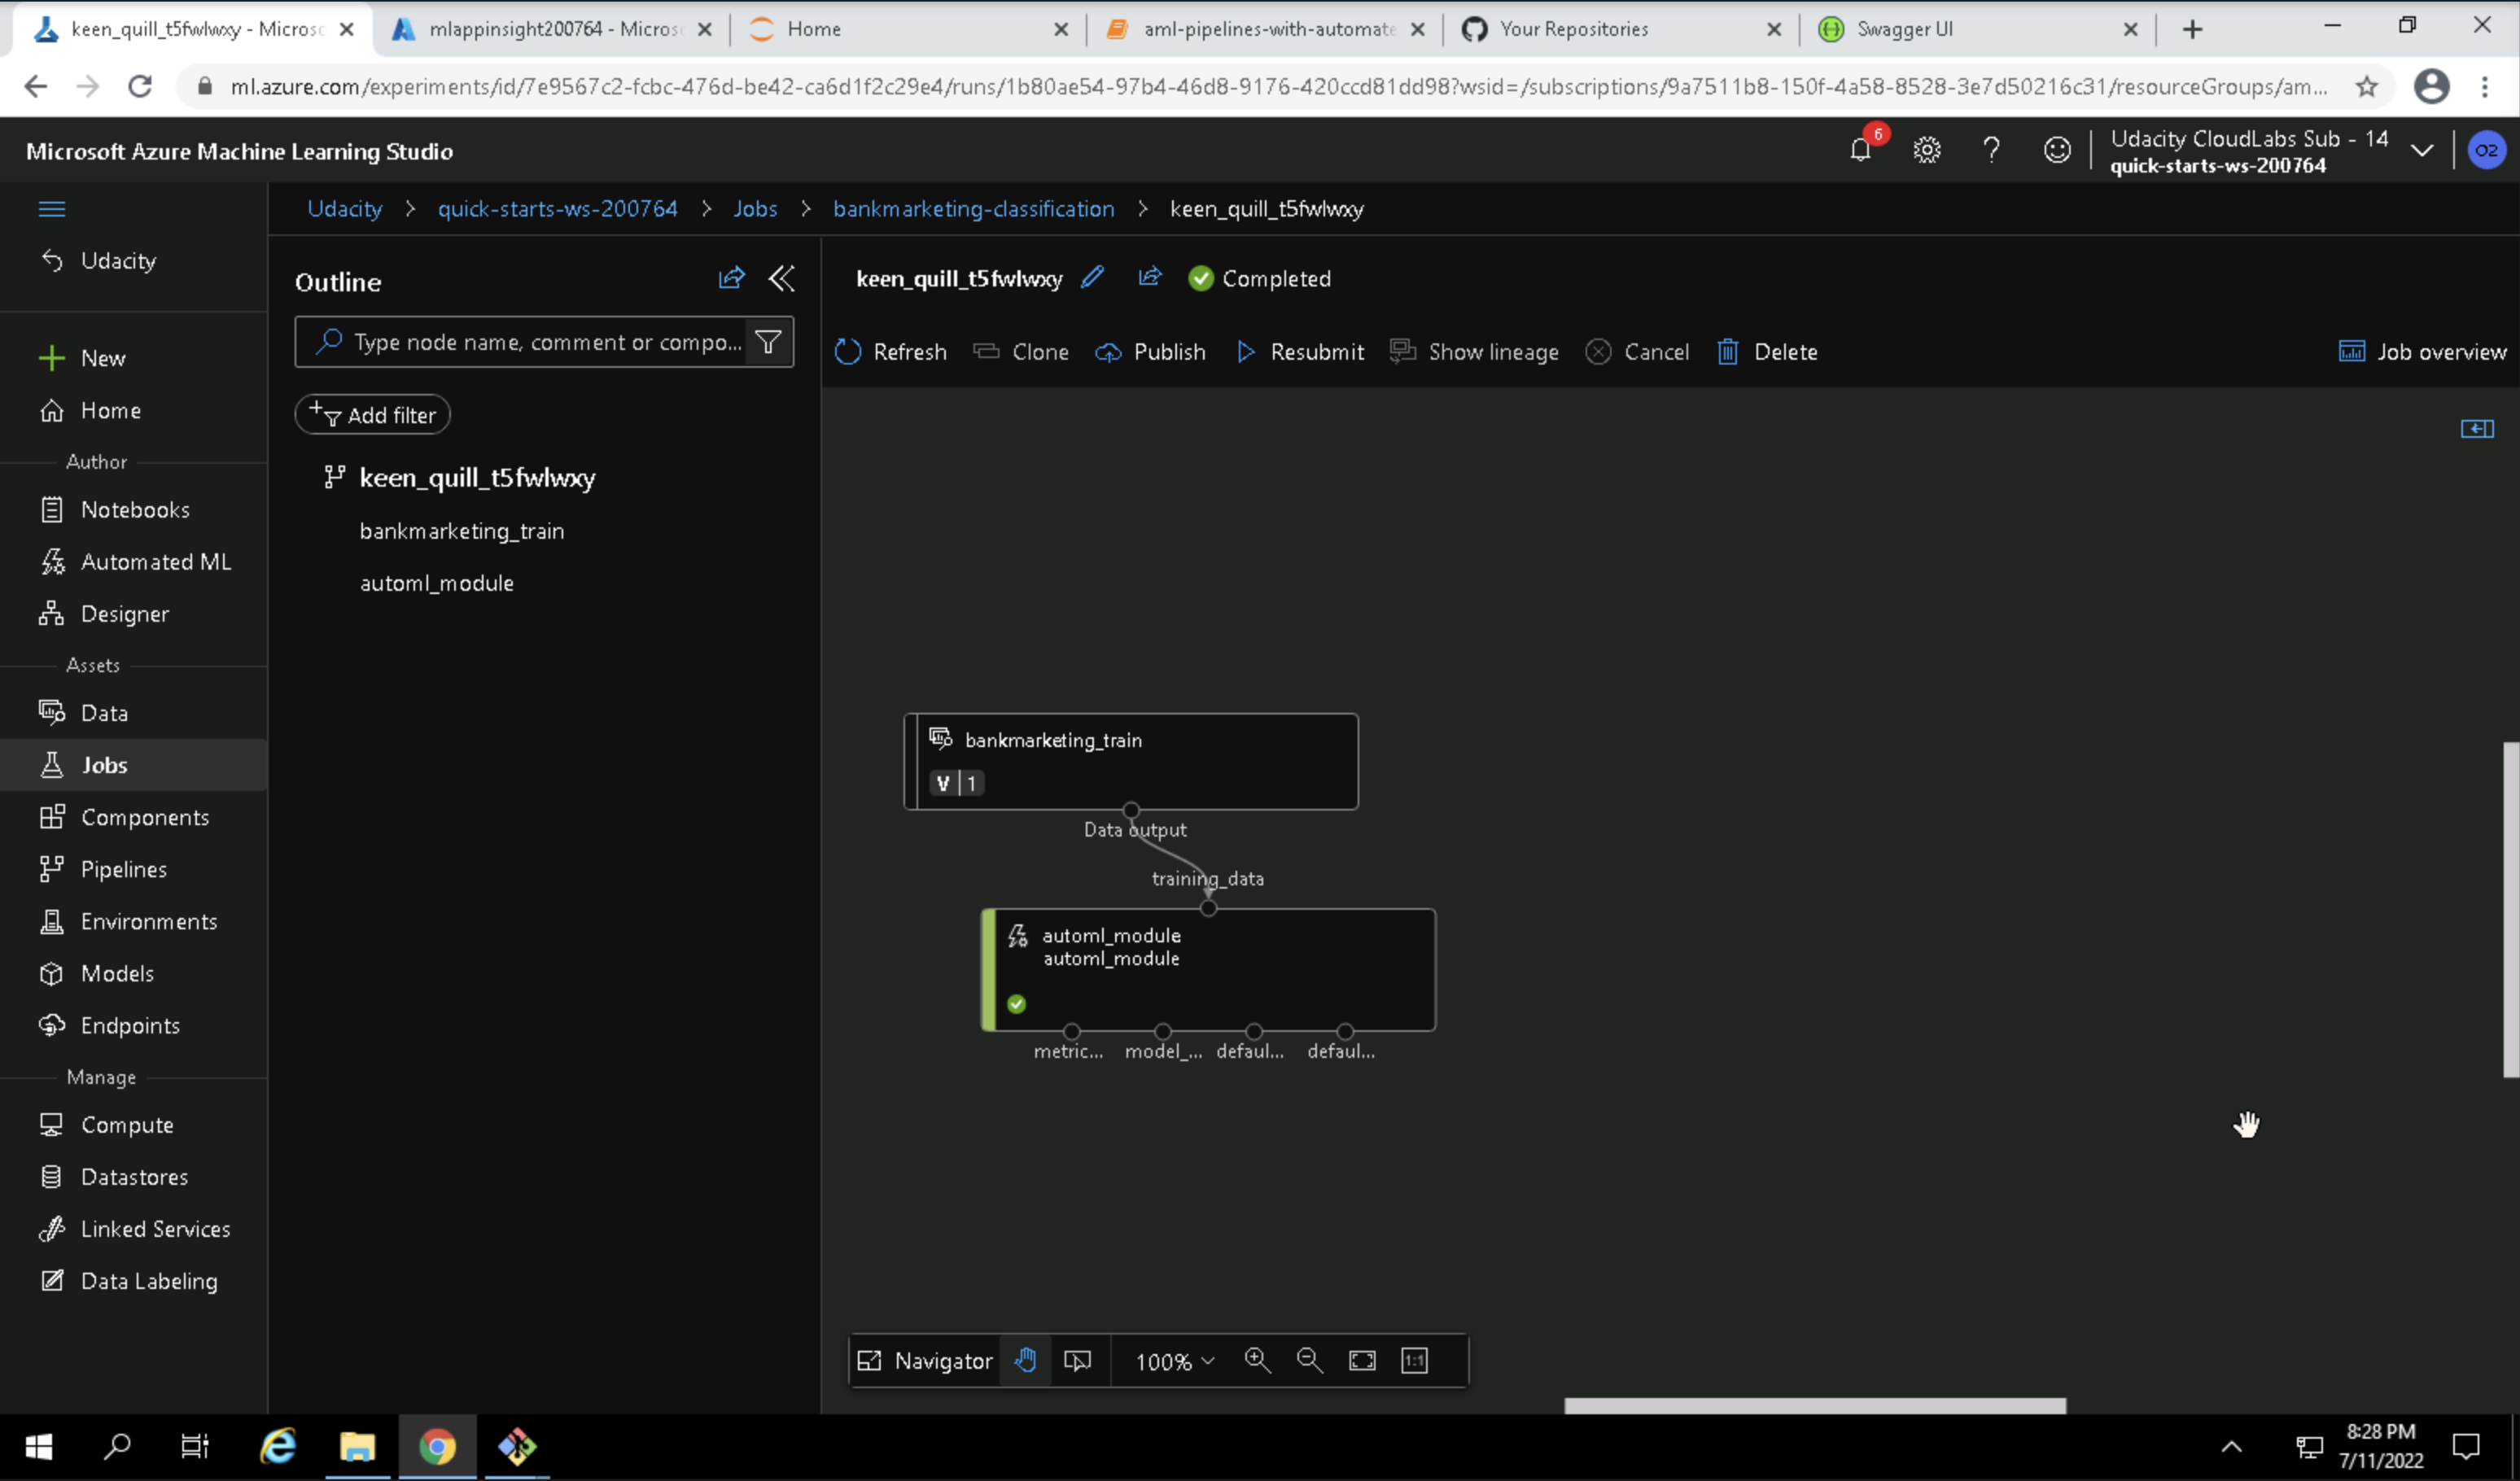 keen_quill_t5fwlwxy - Micros
mlappinsight200764 - Micros
Home
aml-pipelines-with-automate
Your Repositories
Swagger UI
ml.azure.com/experiments/id/7e9567c2-fcbc-476d-be42-ca6d1f2c29e4/runs/1b80ae54-97b4-46d8-9176-420ccd81dd98?wsid=/subscriptions/9a7511b8-150f-4a58-8528-3e7d50216c31/resourceGroups/am...
Microsoft Azure Machine Learning Studio
6
Udacity CloudLabs Sub - 14
quick-starts-ws-200764
O2
Udacity > quick-starts-ws-200764 > Jobs > bankmarketing-classification > keen_quill_t5fwlwxy
Udacity
New
Home
Author
Notebooks
Automated ML
Designer
Assets
Data
Jobs
Components
Pipelines
Environments
Models
Endpoints
Manage
Compute
Datastores
Linked Services
Data Labeling
Outline
Type node name, comment or compo...
Add filter
keen_quill_t5fwlwxy
bankmarketing_train
automl_module
keen_quill_t5fwlwxy
Completed
Refresh
Clone
Publish
Resubmit
Show lineage
Cancel
Delete
Job overview
bankmarketing_train
V 1
Data output
training_data
automl_module
automl_module
metric...
model_...
defaul...
defaul...
Navigator
100%
1:1
8:28 PM
7/11/2022